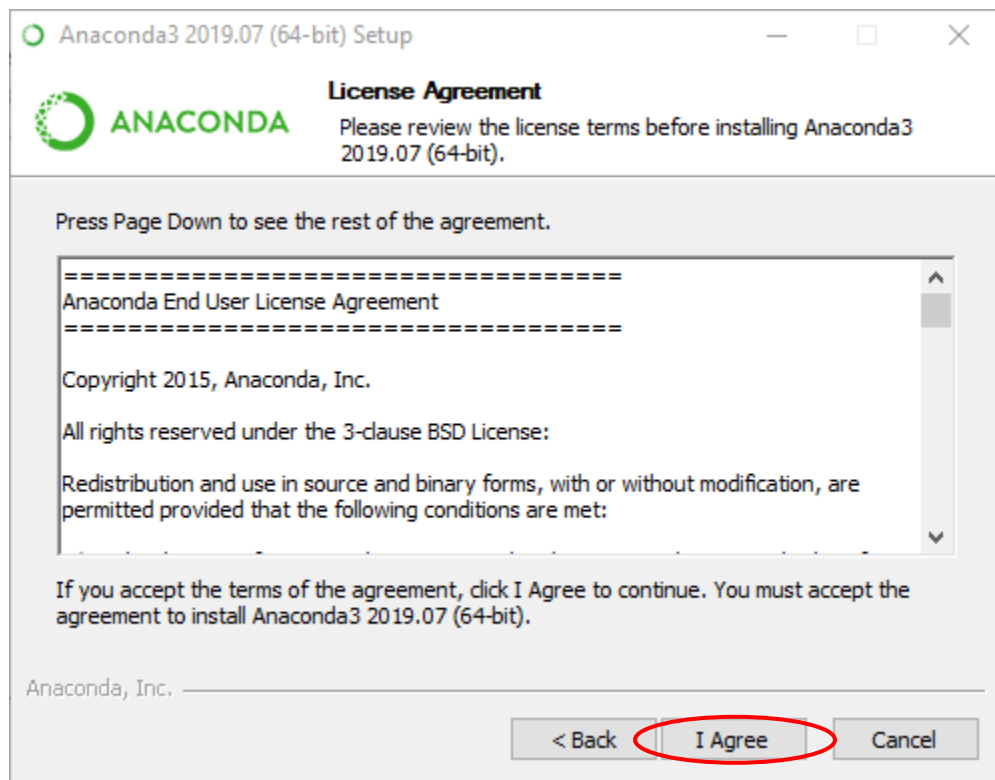 Anaconda3 2019.07 (64-bit) Setup
ANACONDA
License Agreement
Please review the license terms before installing Anaconda3
2019.07 (64-bit).
Press Page Down to see the rest of the agreement.
===================================
Anaconda End User License Agreement
===================================
Copyright 2015, Anaconda, Inc.
All rights reserved under the 3-clause BSD License:
Redistribution and use in source and binary forms, with or without modification, are
permitted provided that the following conditions are met:
If you accept the terms of the agreement, click I Agree to continue. You must accept the
agreement to install Anaconda3 2019.07 (64-bit).
Anaconda, Inc.
< Back
I Agree
Cancel